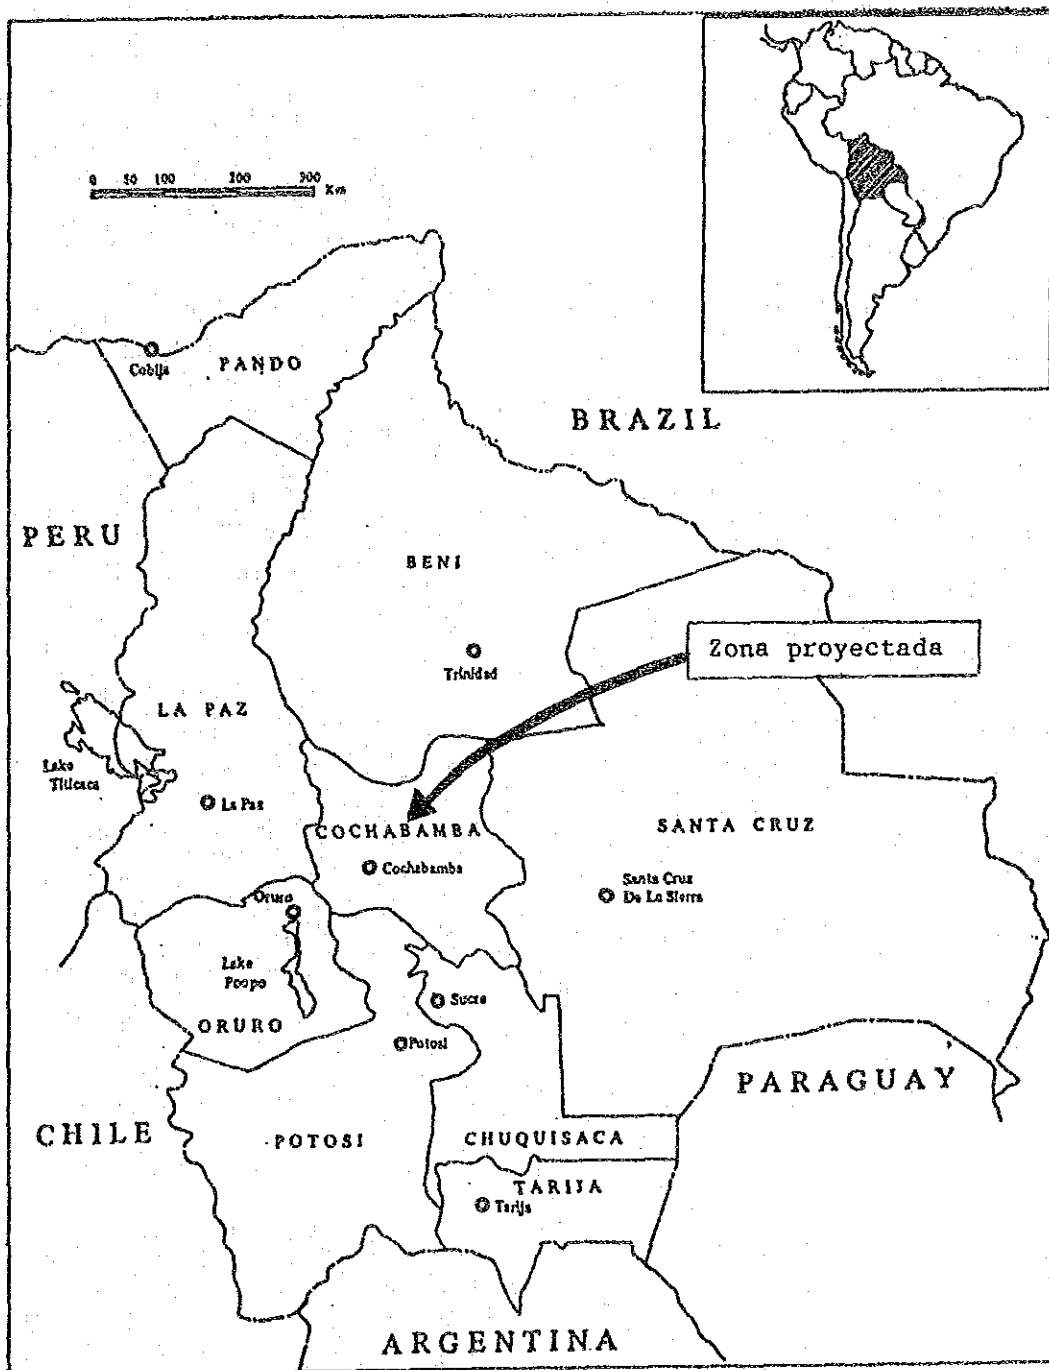 0 50 100 200 300
Km
Cobija
PANDO
BRAZIL
PERU
BENI
Zona proyectada
Trinidad
LA PAZ
Lake
Titicaca
La Paz
COCHABAMBA
SANTA CRUZ
Cochabamba
Santa Cruz
De La Sierra
Oruro
Lake
Poopo
Sucre
ORURO
Potosi
PARAGUAY
CHILE
POTOSI
CHUQUISACA
TARIJA
Tarija
ARGENTINA